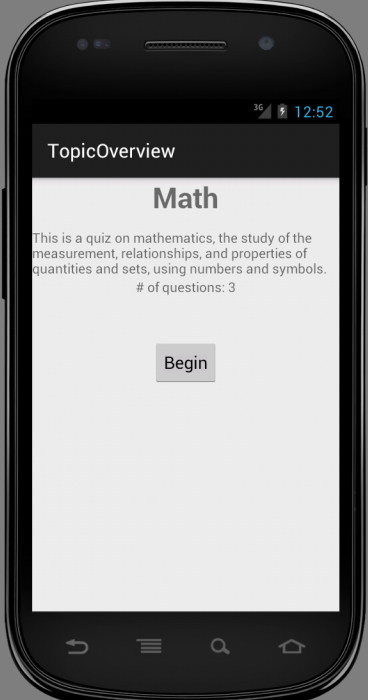 3G 12:52
TopicOverview
Math
This is a quiz on mathematics, the study of the
measurement, relationships, and properties of
quantities and sets, using numbers and symbols.
# of questions: 3
Begin